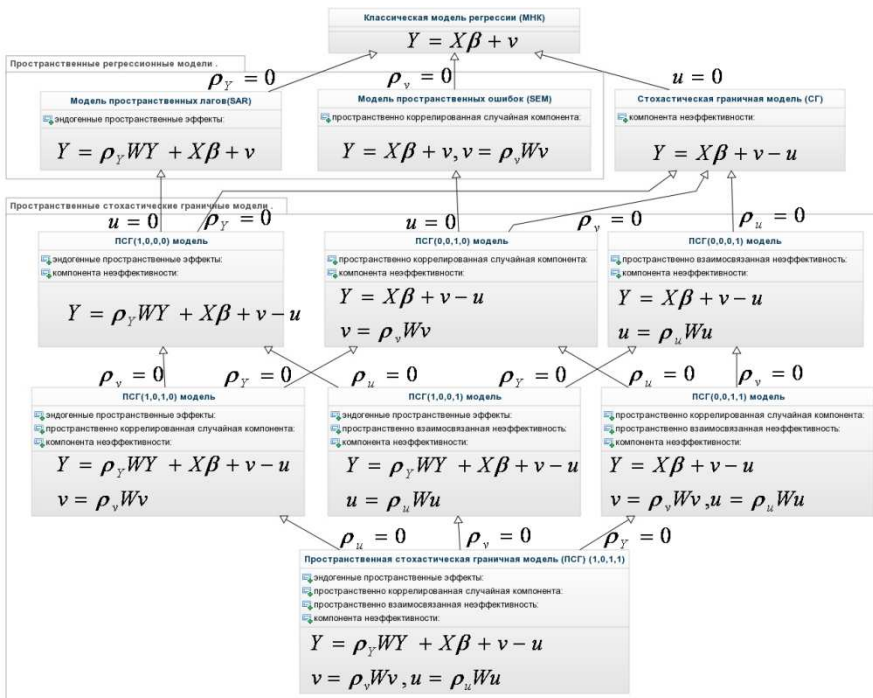 Классическая модель регрессии (МНК)
Y = Xβ + v
Пространственные регрессионные модели .
ρ_Y = 0
ρ_v = 0
u = 0
Модель пространственных лагов(SAR)
эндогенные пространственные эффекты:
Y = ρ_Y WY + Xβ + v
Модель пространственных ошибок (SEM)
пространственно коррелированная случайная компонента:
Y = Xβ + v, v = ρ_v Wv
Стохастическая граничная модель (СГ)
компонента неэффективности:
Y = Xβ + v − u
Пространственные стохастические граничные модели .
u = 0
ρ_Y = 0
u = 0
ρ_v = 0
ρ_u = 0
ПСГ(1,0,0,0) модель
эндогенные пространственные эффекты:
компонента неэффективности:
Y = ρ_Y WY + Xβ + v − u
ПСГ(0,0,1,0) модель
пространственно коррелированная случайная компонента:
компонента неэффективности:
Y = Xβ + v − u
v = ρ_v Wv
ПСГ(0,0,0,1) модель
пространственно взаимосвязанная неэффективность:
компонента неэффективности:
Y = Xβ + v − u
u = ρ_u Wu
ρ_v = 0
ρ_Y = 0
ρ_u = 0
ρ_Y = 0
ρ_u = 0
ρ_v = 0
ПСГ(1,0,1,0) модель
эндогенные пространственные эффекты:
пространственно коррелированная случайная компонента:
компонента неэффективности:
Y = ρ_Y WY + Xβ + v − u
v = ρ_v Wv
ПСГ(1,0,0,1) модель
эндогенные пространственные эффекты:
пространственно взаимосвязанная неэффективность:
компонента неэффективности:
Y = ρ_Y WY + Xβ + v − u
u = ρ_u Wu
ПСГ(0,0,1,1) модель
пространственно коррелированная случайная компонента:
пространственно взаимосвязанная неэффективность:
компонента неэффективности:
Y = Xβ + v − u
v = ρ_v Wv, u = ρ_u Wu
ρ_u = 0
ρ_v = 0
ρ_Y = 0
Пространственная стохастическая граничная модель (ПСГ) (1,0,1,1)
эндогенные пространственные эффекты:
пространственно коррелированная случайная компонента:
пространственно взаимосвязанная неэффективность:
компонента неэффективности:
Y = ρ_Y WY + Xβ + v − u
v = ρ_v Wv, u = ρ_u Wu